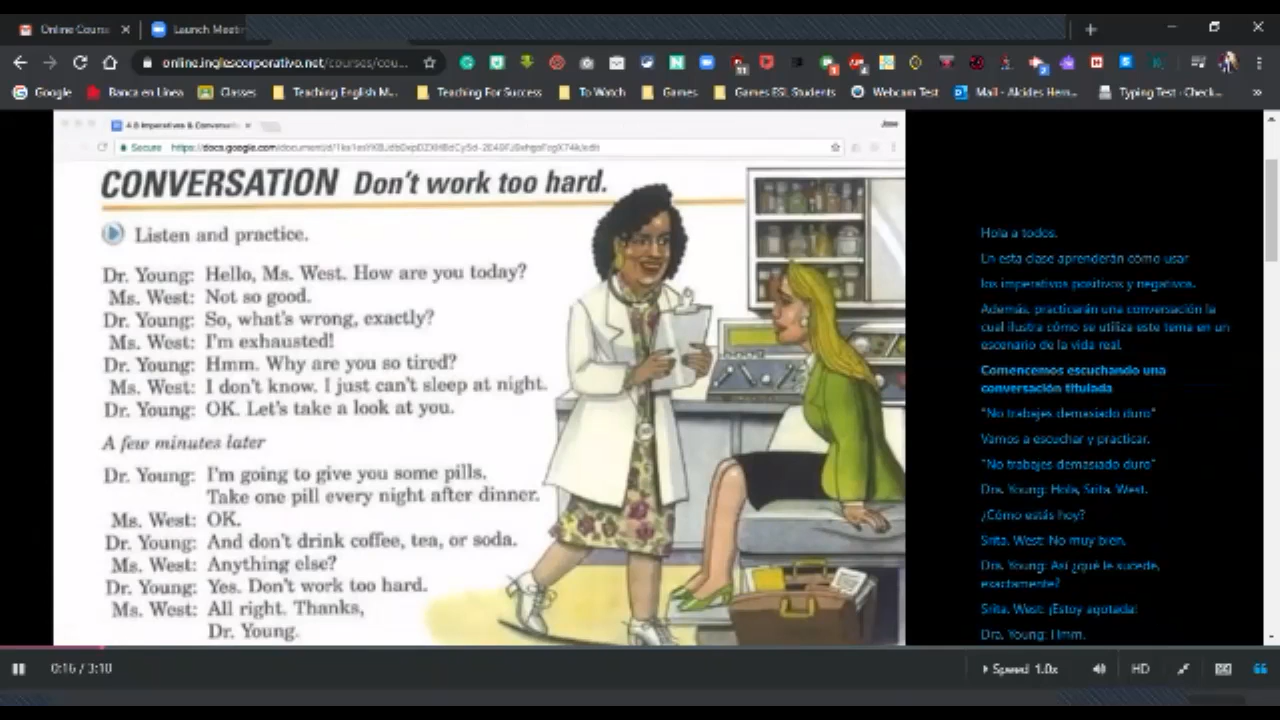 Online Cours
Launch Meeti
online.inglescorporativo.net/courses/cou...
Google
Banca en Línea
Classes
Teaching English M...
Teaching For Success
To Watch
Games
Games ESL Students
Webcam Test
Mail - Alcides Hern...
Typing Test - Check...
»
Secure
CONVERSATION Don't work too hard.
Listen and practice.
Dr. Young: Hello, Ms. West. How are you today?
Ms. West: Not so good.
Dr. Young: So, what's wrong, exactly?
Ms. West: I'm exhausted!
Dr. Young: Hmm. Why are you so tired?
Ms. West: I don't know. I just can't sleep at night.
Dr. Young: OK. Let's take a look at you.
A few minutes later
Dr. Young: I'm going to give you some pills.
Take one pill every night after dinner.
Ms. West: OK.
Dr. Young: And don't drink coffee, tea, or soda.
Ms. West: Anything else?
Dr. Young: Yes. Don't work too hard.
Ms. West: All right. Thanks,
Dr. Young.
Hola a todos.
En esta clase aprenderán cómo usar
los imperativos positivos y negativos.
Además, practicarán una conversación la
cual ilustra cómo se utiliza este tema en un
escenario de la vida real.
Comencemos escuchando una
conversación titulada
"No trabajes demasiado duro"
Vamos a escuchar y practicar.
"No trabajes demasiado duro"
Dra. Young: Hola, Srita. West.
¿Cómo estás hoy?
Srita. West: No muy bien.
Dra. Young: Así ¿qué le sucede,
exactamente?
Srita. West: ¡Estoy agotada!
Dra. Young: Hmm.
0:16 / 3:18
Speed 1.0x
HD